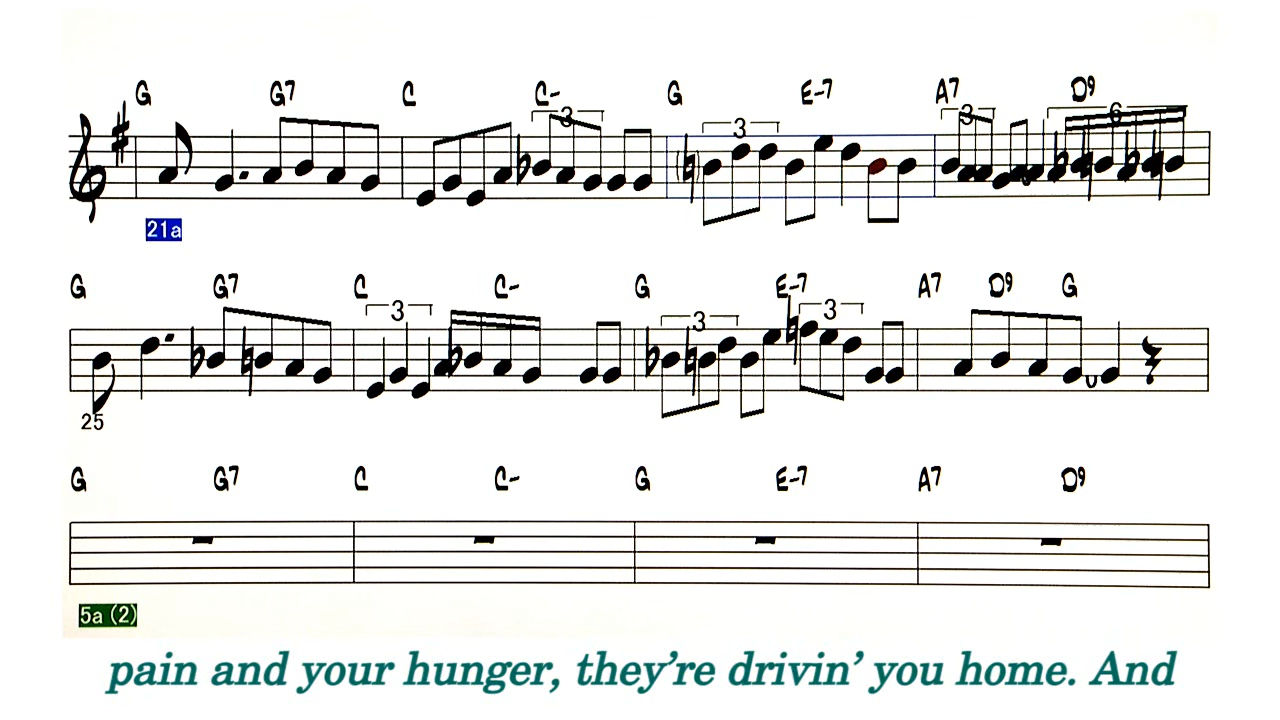 G G7 C C- G E-7 A7 D9
3 3 3 6
21a
G G7 C C- G E-7 A7 D9 G
3 3 3
25
G G7 C C- G E-7 A7 D9
5a (2)
pain and your hunger, they're drivin' you home. And